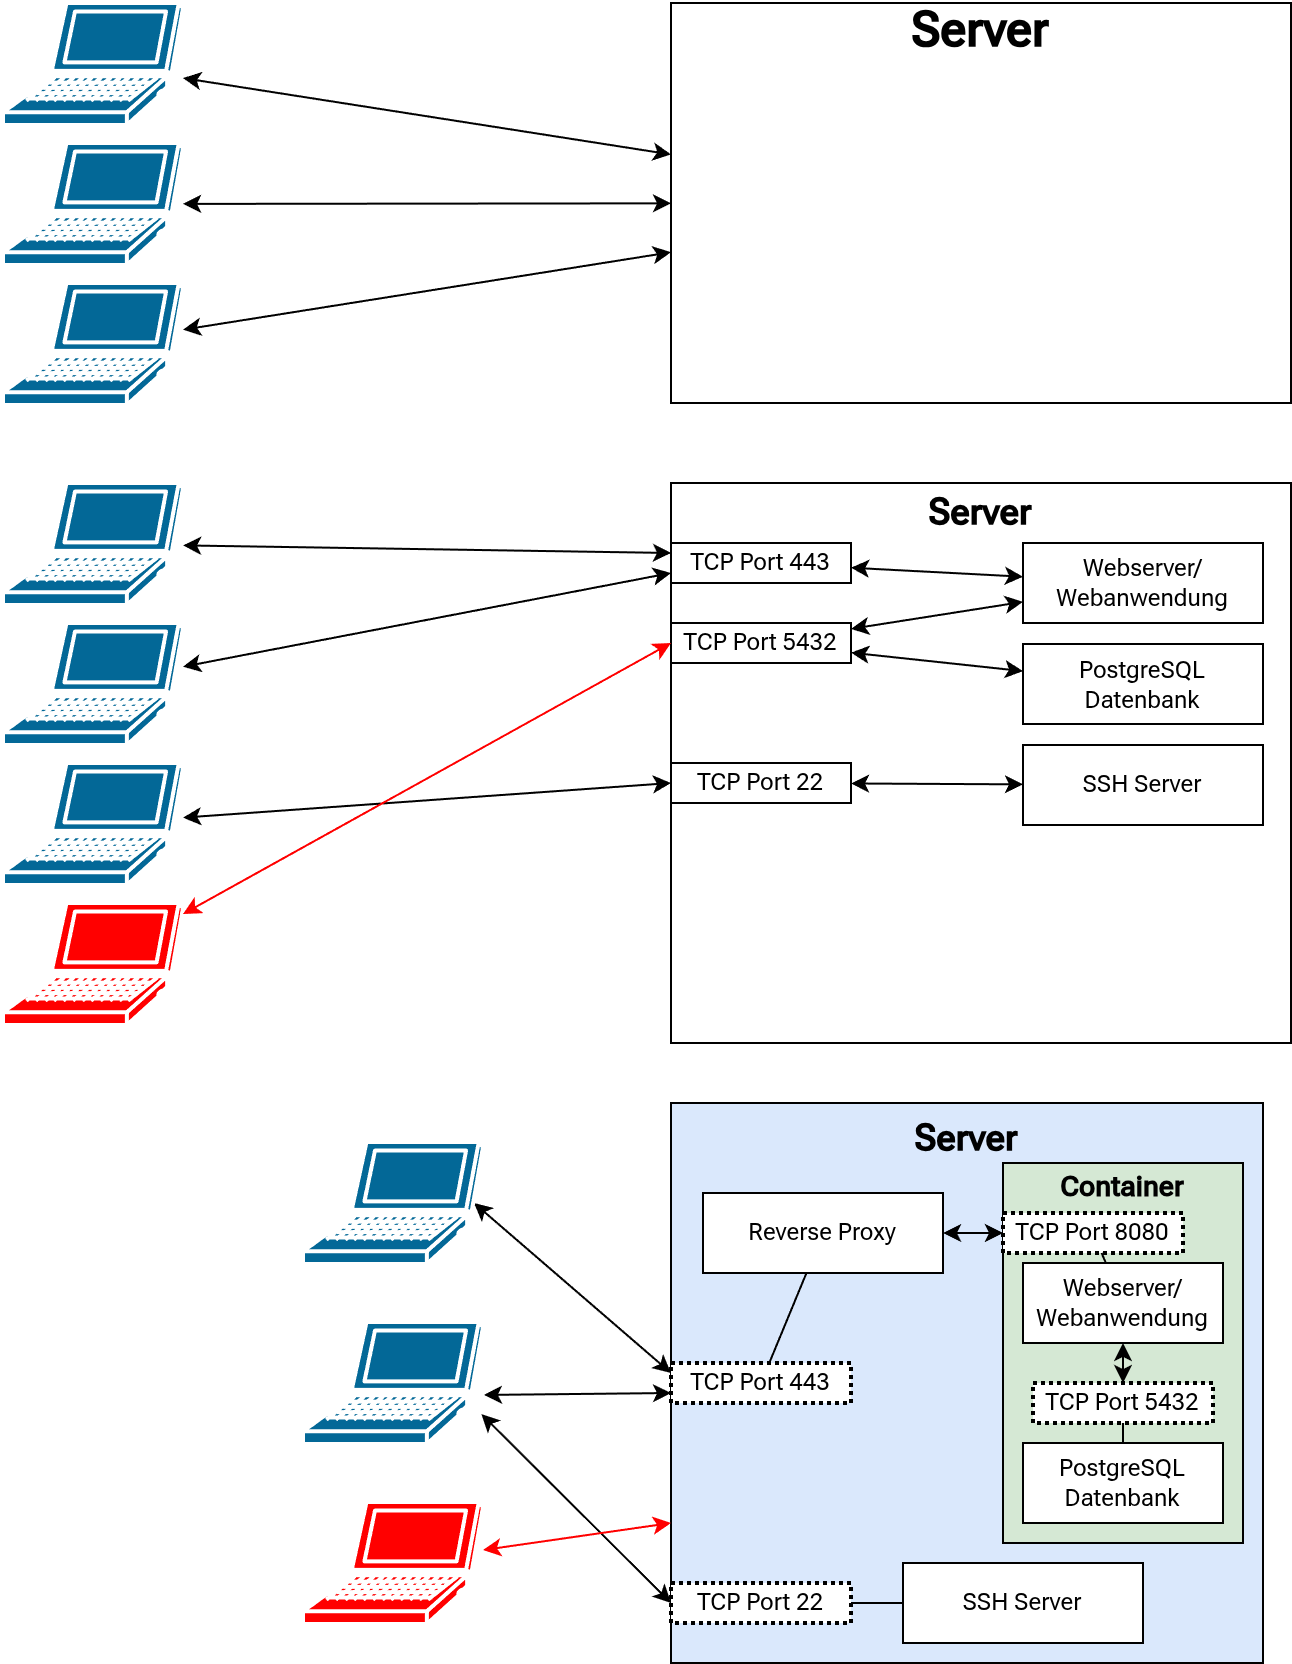 Server
Server
TCP Port 443
Webserver/
Webanwendung
TCP Port 5432
PostgreSQL
Datenbank
TCP Port 22
SSH Server
Server
Container
Reverse Proxy
TCP Port 8080
Webserver/
Webanwendung
TCP Port 443
TCP Port 5432
PostgreSQL
Datenbank
TCP Port 22
SSH Server